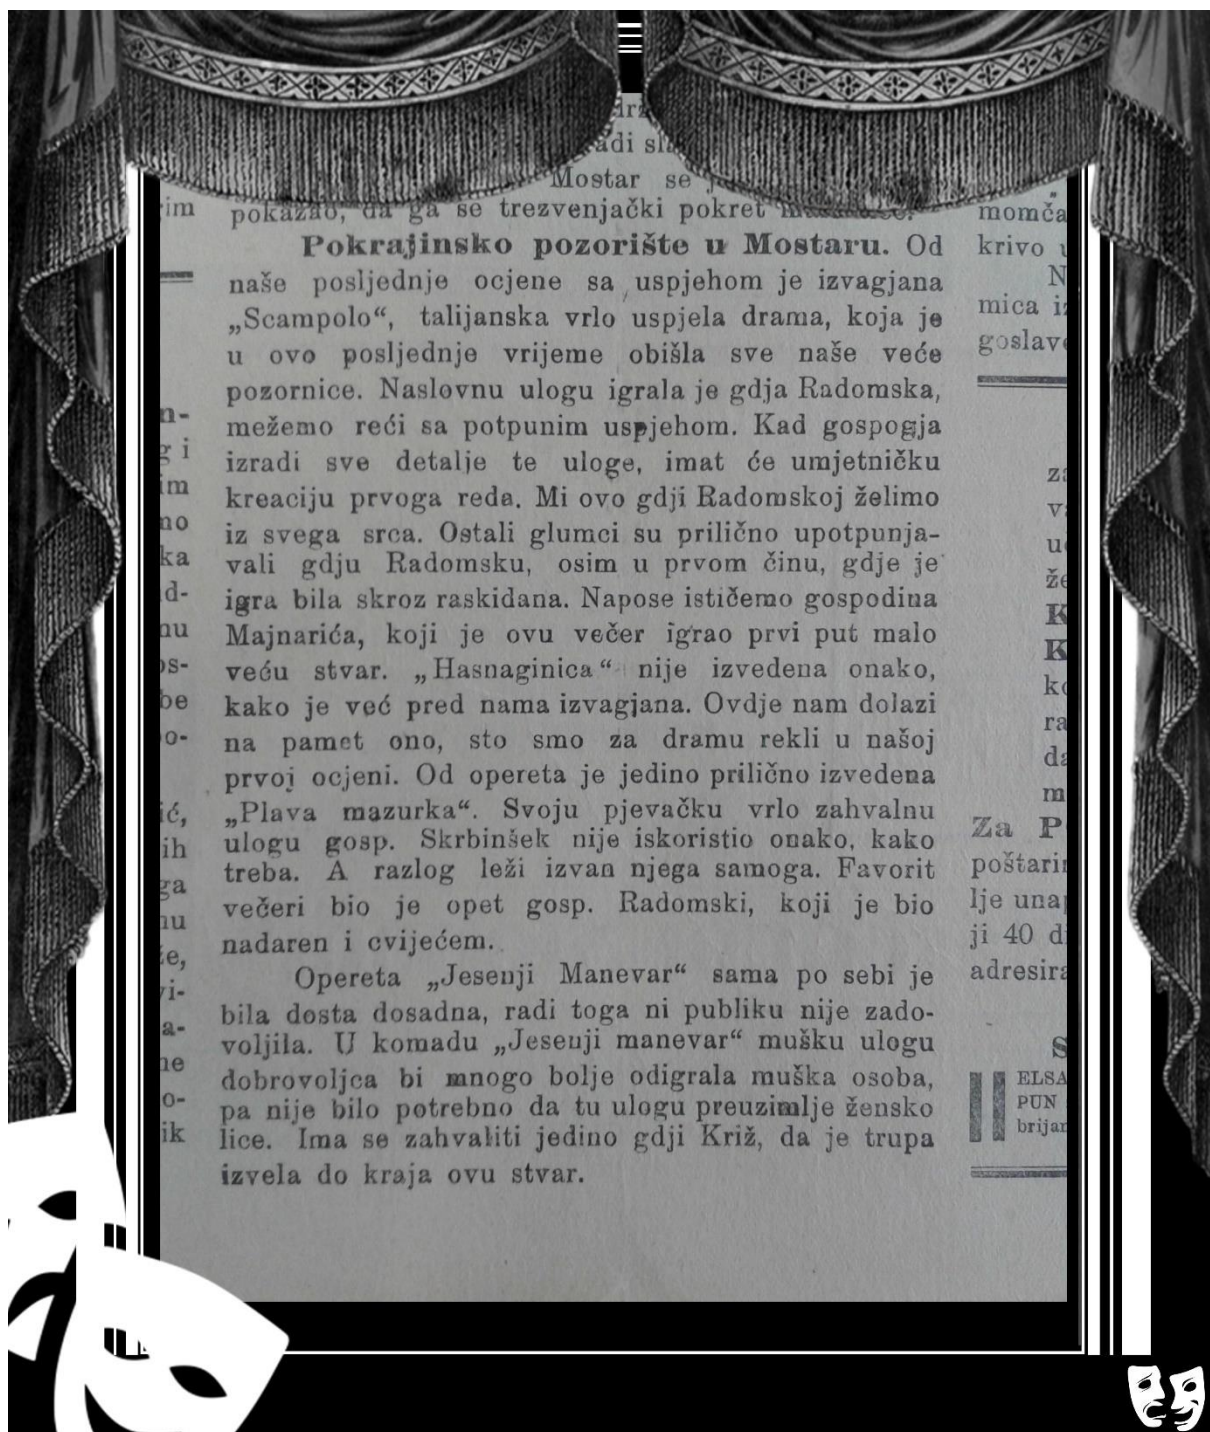 Mostar se
pokazao, da ga se trezvenjački pokret
Pokrajinsko pozorište u Mostaru. Od
naše posljednje ocjene sa uspjehom je izvagjana
„Scampolo“, talijanska vrlo uspjela drama, koja je
u ovo posljednje vrijeme obišla sve naše veće
pozornice. Naslovnu ulogu igrala je gdja Radomska,
mežemo reći sa potpunim uspjehom. Kad gospogja
izradi sve detalje te uloge, imat će umjetničku
kreaciju prvoga reda. Mi ovo gdji Radomskoj želimo
iz svega srca. Ostali glumci su prilično upotpunja-
vali gdju Radomsku, osim u prvom činu, gdje je
igra bila skroz raskidana. Napose ističemo gospodina
Majnarića, koji je ovu večer igrao prvi put malo
veću stvar. „Hasnaginica“ nije izvedena onako,
kako je već pred nama izvagjana. Ovdje nam dolazi
na pamet ono, sto smo za dramu rekli u našoj
prvoj ocjeni. Od opereta je jedino prilično izvedena
„Plava mazurka“. Svoju pjevačku vrlo zahvalnu
ulogu gosp. Skrbinšek nije iskoristio onako, kako
treba. A razlog leži izvan njega samoga. Favorit
večeri bio je opet gosp. Radomski, koji je bio
nadaren i cvijećem.
Opereta „Jesenji Manevar“ sama po sebi je
bila dosta dosadna, radi toga ni publiku nije zado-
voljila. U komadu „Jesenji manevar“ mušku ulogu
dobrovoljca bi mnogo bolje odigrala muška osoba,
pa nije bilo potrebno da tu ulogu preuzimlje žensko
lice. Ima se zahvaliti jedino gdji Križ, da je trupa
izvela do kraja ovu stvar.
krivo
mica
Za
40
ELSA
PUN